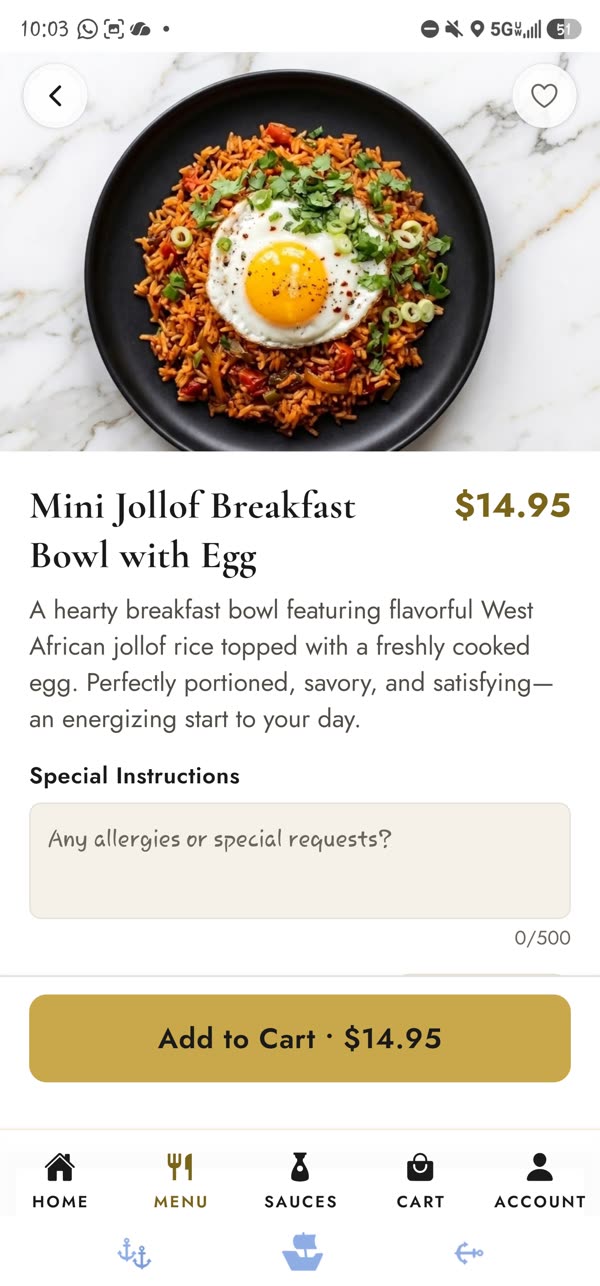 10:03
5G
51
Mini Jollof Breakfast
Bowl with Egg
$14.95
A hearty breakfast bowl featuring flavorful West
African jollof rice topped with a freshly cooked
egg. Perfectly portioned, savory, and satisfying—
an energizing start to your day.
Special Instructions
Any allergies or special requests?
0/500
Add to Cart · $14.95
HOME MENU SAUCES CART ACCOUNT